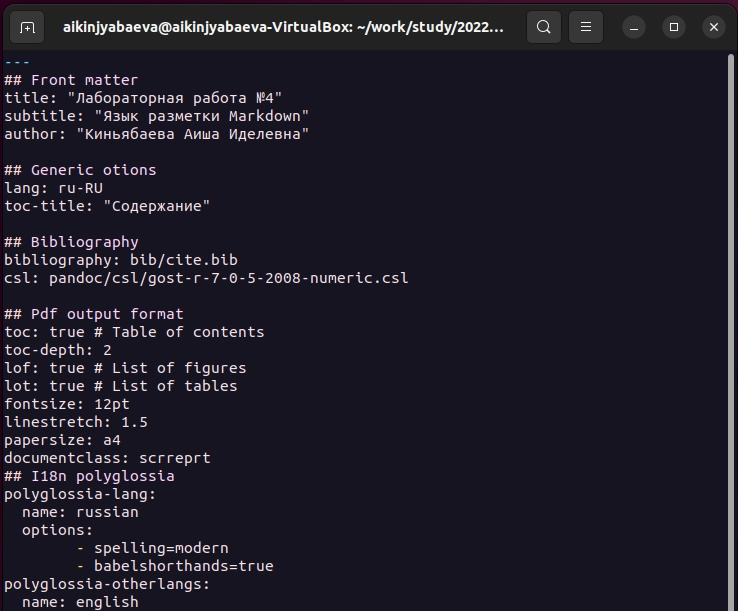 aikinjyabaeva@aikinjyabaeva-VirtualBox: ~/work/study/2022...
---
## Front matter
title: "Лабораторная работа №4"
subtitle: "Язык разметки Markdown"
author: "Киньябаева Аиша Иделевна"
## Generic otions
lang: ru-RU
toc-title: "Содержание"
## Bibliography
bibliography: bib/cite.bib
csl: pandoc/csl/gost-r-7-0-5-2008-numeric.csl
## Pdf output format
toc: true # Table of contents
toc-depth: 2
lof: true # List of figures
lot: true # List of tables
fontsize: 12pt
linestretch: 1.5
papersize: a4
documentclass: scrreprt
## I18n polyglossia
polyglossia-lang:
  name: russian
  options:
        - spelling=modern
        - babelshorthands=true
polyglossia-otherlangs:
  name: english